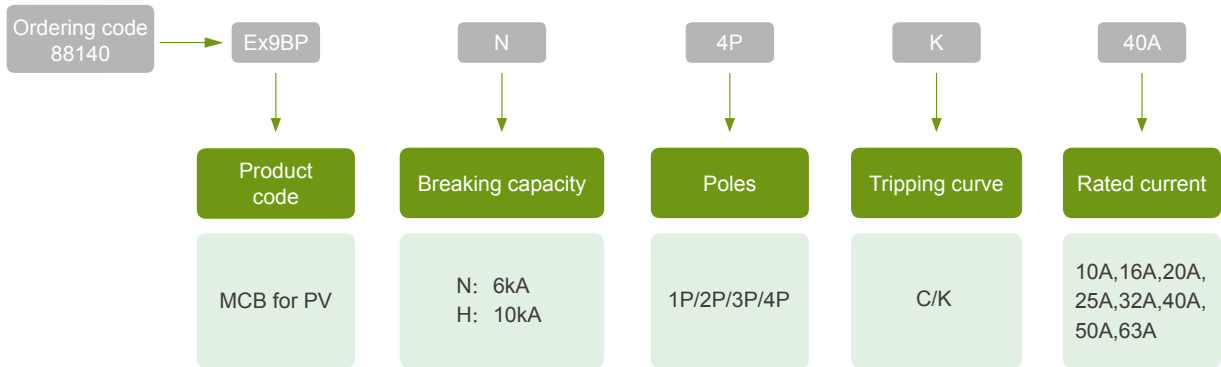 Ordering code
88140
Ex9BP
N
4P
K
40A
Product
code
Breaking capacity
Poles
Tripping curve
Rated current
MCB for PV
N: 6kA
H: 10kA
1P/2P/3P/4P
C/K
10A,16A,20A,
25A,32A,40A,
50A,63A